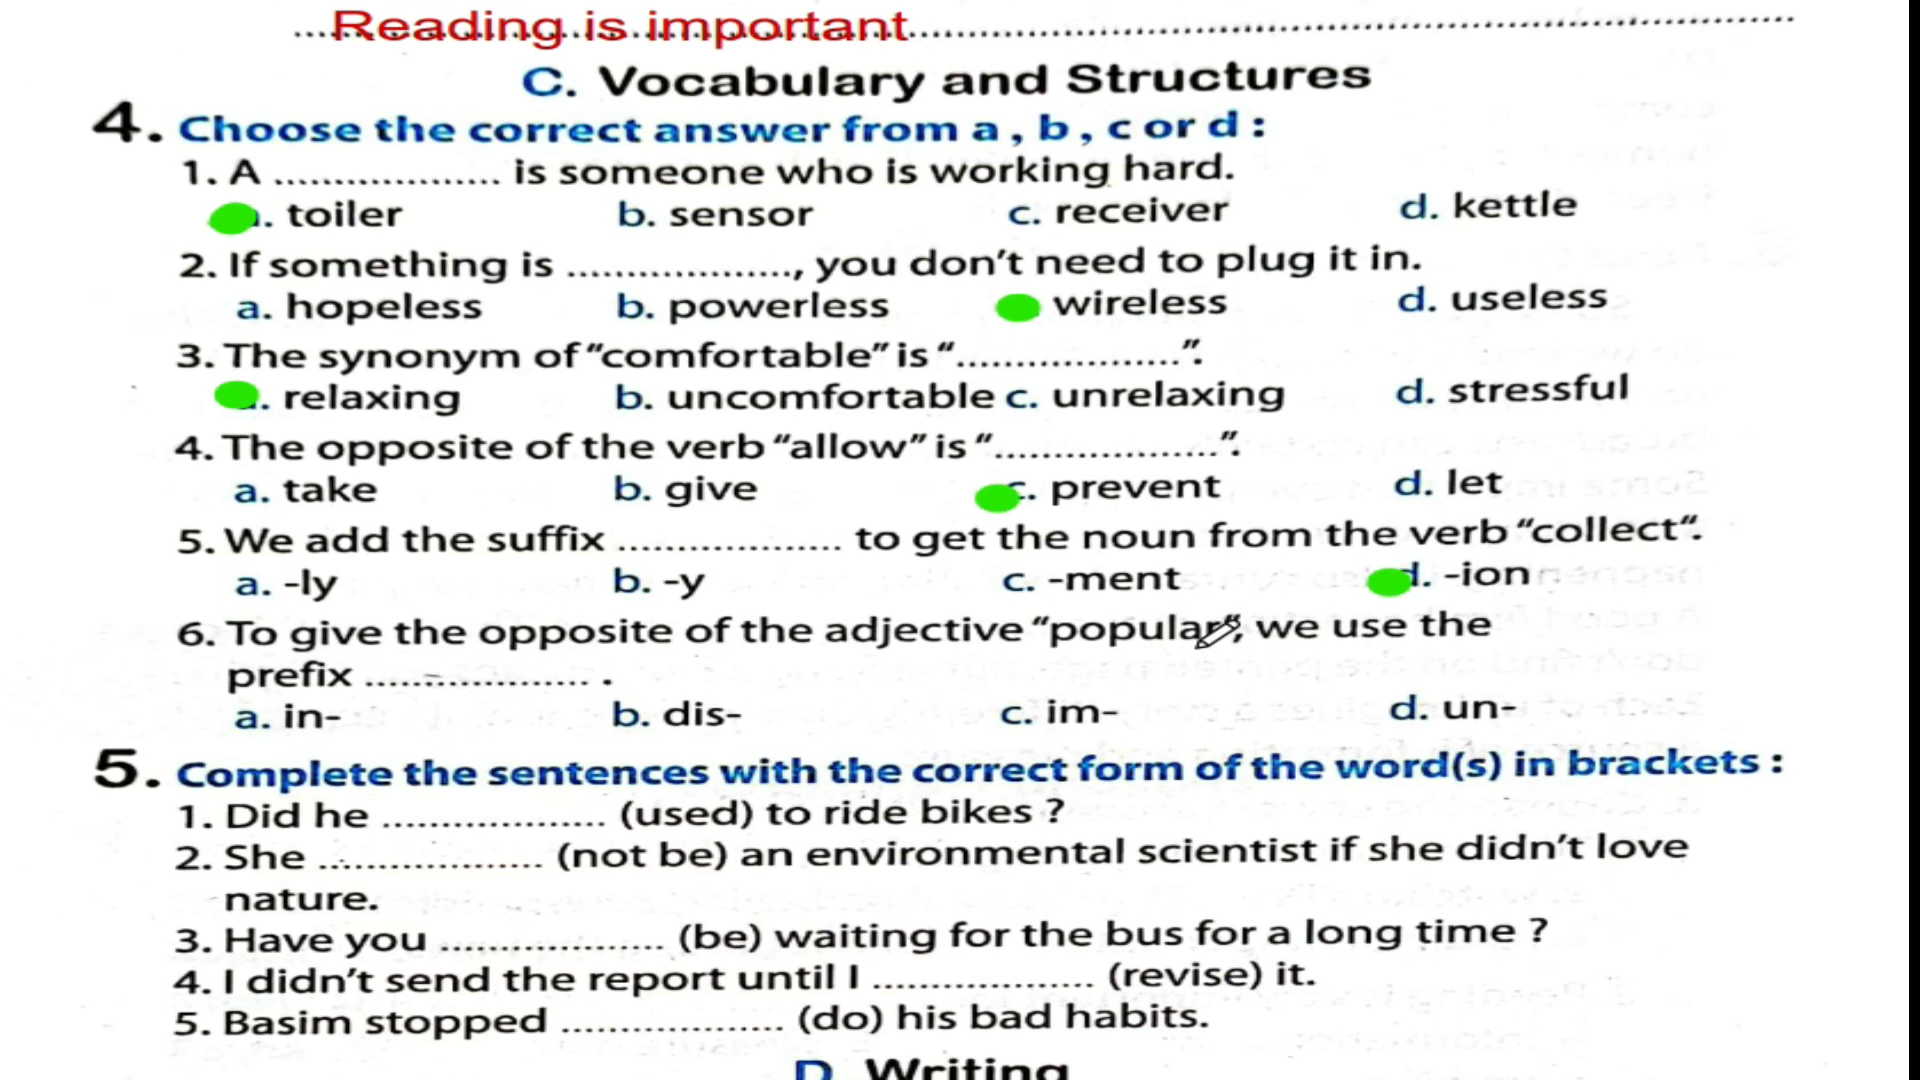 Reading is important
C. Vocabulary and Structures
4. Choose the correct answer from a , b , c or d :
1. A ................... is someone who is working hard.
. toiler b. sensor c. receiver d. kettle
2. If something is ..................., you don't need to plug it in.
a. hopeless b. powerless wireless d. useless
3. The synonym of "comfortable" is "...................".
. relaxing b. uncomfortable c. unrelaxing d. stressful
4. The opposite of the verb "allow" is "...................".
a. take b. give c. prevent d. let
5. We add the suffix ................... to get the noun from the verb "collect".
a. -ly b. -y c. -ment d. -ion
6. To give the opposite of the adjective "popular", we use the
prefix ................... .
a. in- b. dis- c. im- d. un-
5. Complete the sentences with the correct form of the word(s) in brackets :
1. Did he ................... (used) to ride bikes ?
2. She ................... (not be) an environmental scientist if she didn't love
nature.
3. Have you ................... (be) waiting for the bus for a long time ?
4. I didn't send the report until I ................... (revise) it.
5. Basim stopped ................... (do) his bad habits.
D. Writing